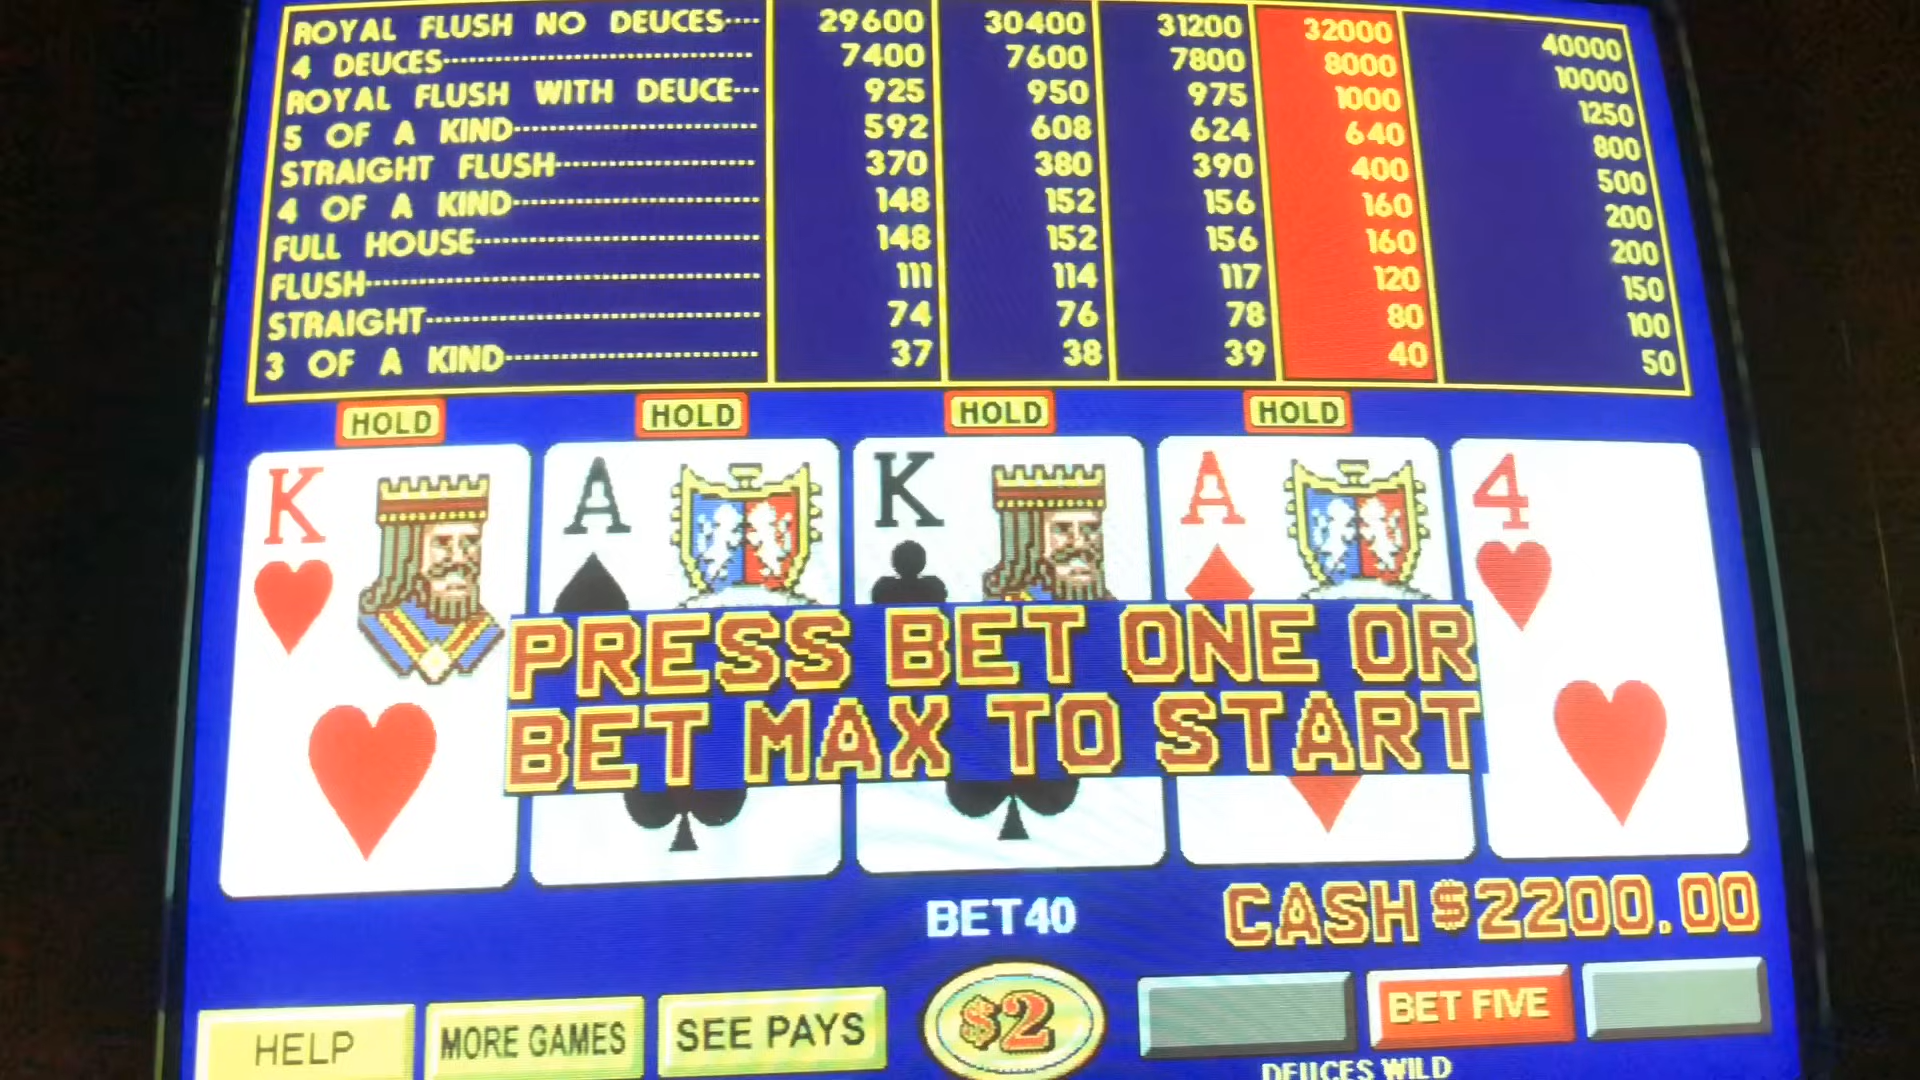 ROYAL FLUSH NO DEUCES···· 29600 30400 31200 32000 40000
4 DEUCES 7400 7600 7800 8000 10000
ROYAL FLUSH WITH DEUCE··· 925 950 975 1000 1250
5 OF A KIND 592 608 624 640 800
STRAIGHT FLUSH 370 380 390 400 500
4 OF A KIND 148 152 156 160 200
FULL HOUSE 148 152 156 160 200
FLUSH 111 114 117 120 150
STRAIGHT 74 76 78 80 100
3 OF A KIND 37 38 39 40 50
HOLD HOLD HOLD HOLD
K A K A 4
PRESS BET ONE OR
BET MAX TO START
BET 40 CASH $2200.00
HELP MORE GAMES SEE PAYS $2 BET FIVE
DEUCES WILD